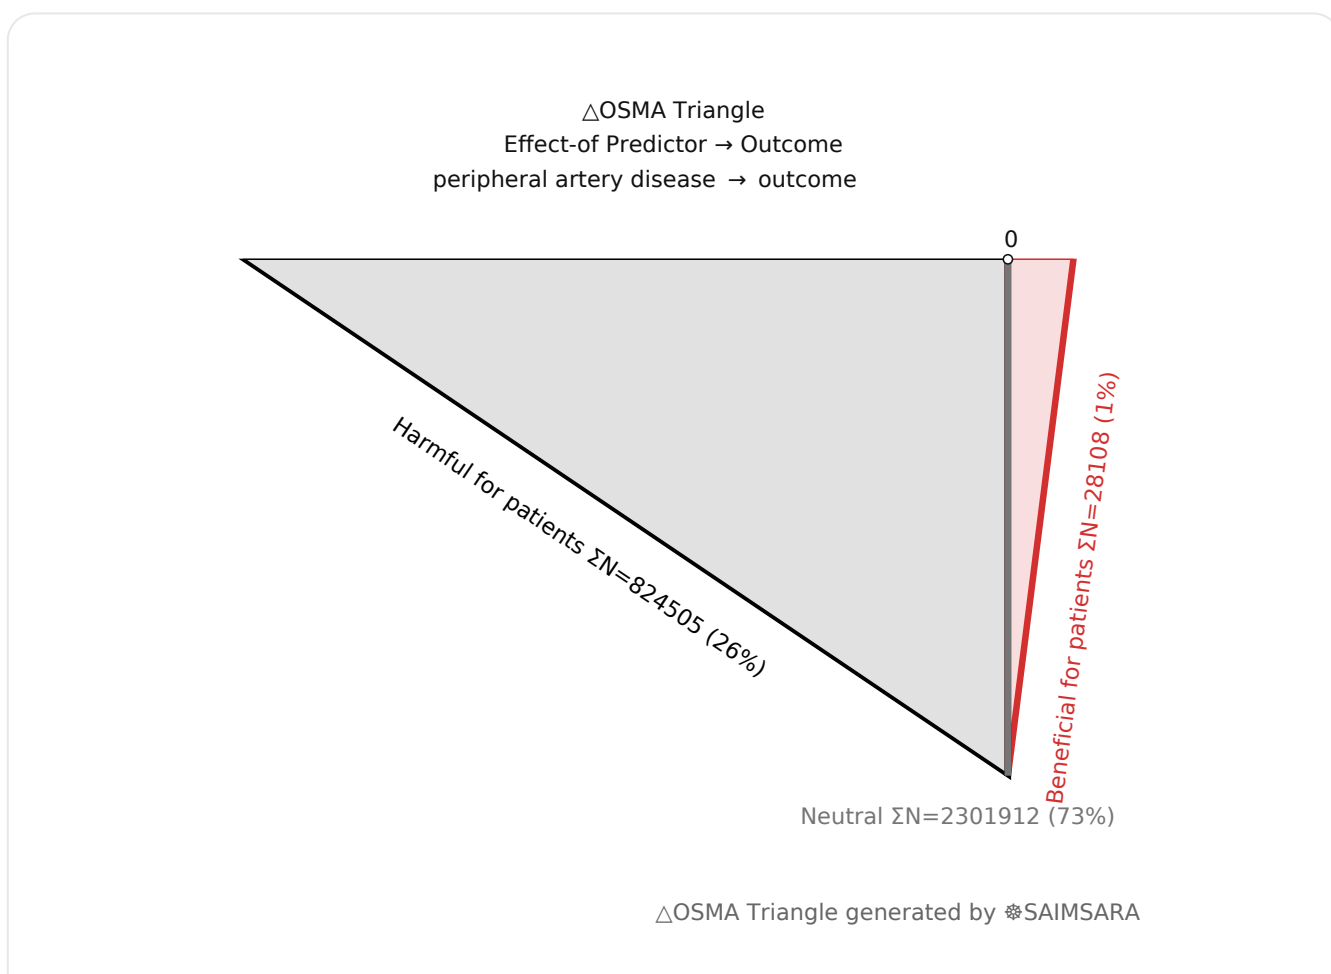 △OSMA Triangle
Effect-of Predictor → Outcome
peripheral artery disease → outcome
0
Harmful for patients ΣN=824505 (26%)
Beneficial for patients ΣN=28108 (1%)
Neutral ΣN=2301912 (73%)
△OSMA Triangle generated by ☸SAIMSARA